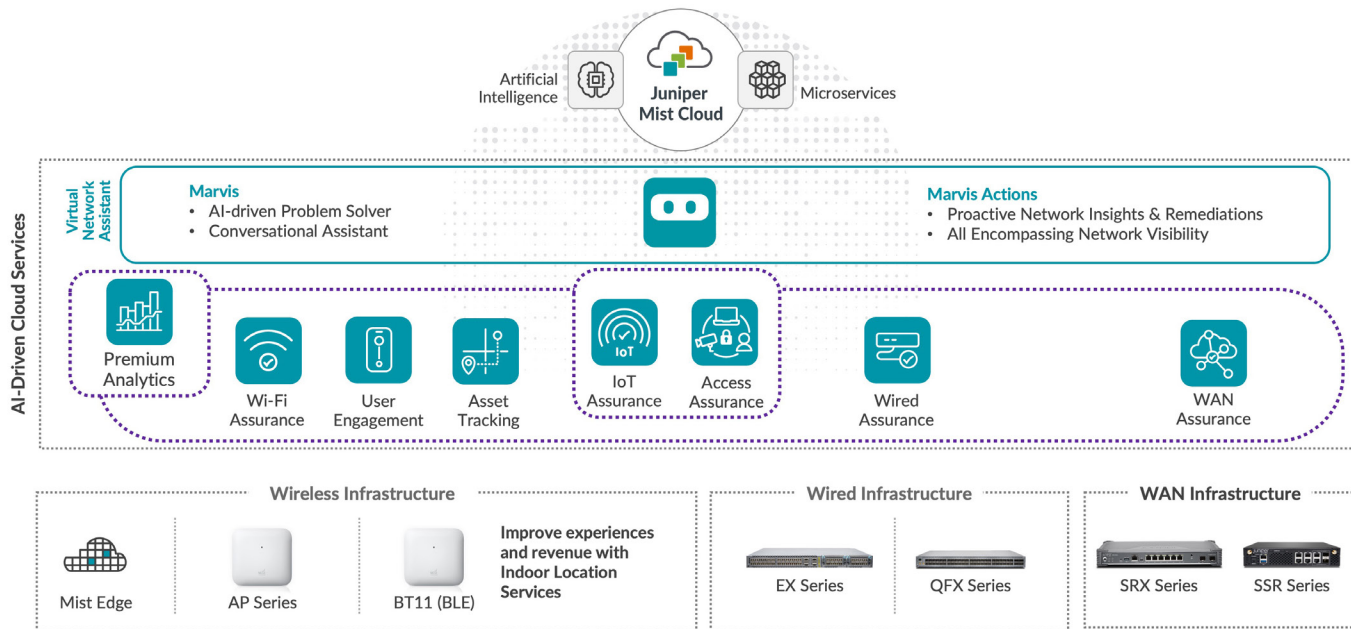 Artificial
Intelligence
Juniper
Mist Cloud
Microservices
AI-Driven Cloud Services
Virtual
Network
Assistant
Marvis
• AI-driven Problem Solver
• Conversational Assistant
Marvis Actions
• Proactive Network Insights & Remediations
• All Encompassing Network Visibility
Premium
Analytics
Wi-Fi
Assurance
User
Engagement
Asset
Tracking
IoT
IoT
Assurance
Access
Assurance
Wired
Assurance
WAN
Assurance
Wireless Infrastructure
Mist Edge
AP Series
BT11 (BLE)
Improve experiences
and revenue with
Indoor Location
Services
Wired Infrastructure
EX Series
QFX Series
WAN Infrastructure
SRX Series
SSR Series